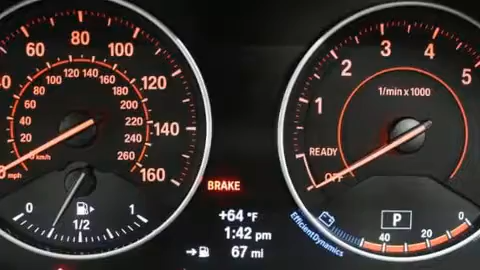 60 80 100 120 140 160
20 40 60 80 100 120 140 160 180 200 220 240 260
km/h
mph
0 1/2 1
BRAKE
+64 °F
1:42 pm
67 mi
1 2 3 4 5
1/min x 1000
READY
OFF
EfficientDynamics
P
40 20 0